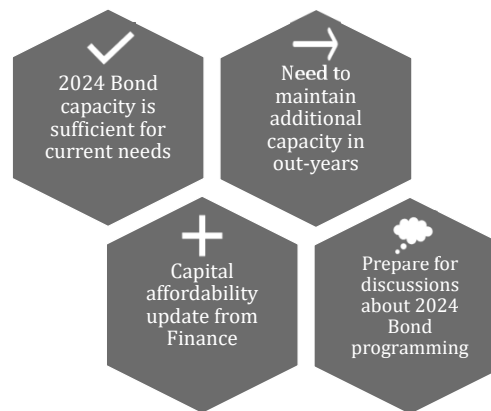 2024 Bond
capacity is
sufficient for
current needs
Need to
maintain
additional
capacity in
out-years
Capital
affordability
update from
Finance
Prepare for
discussions
about 2024
Bond
programming